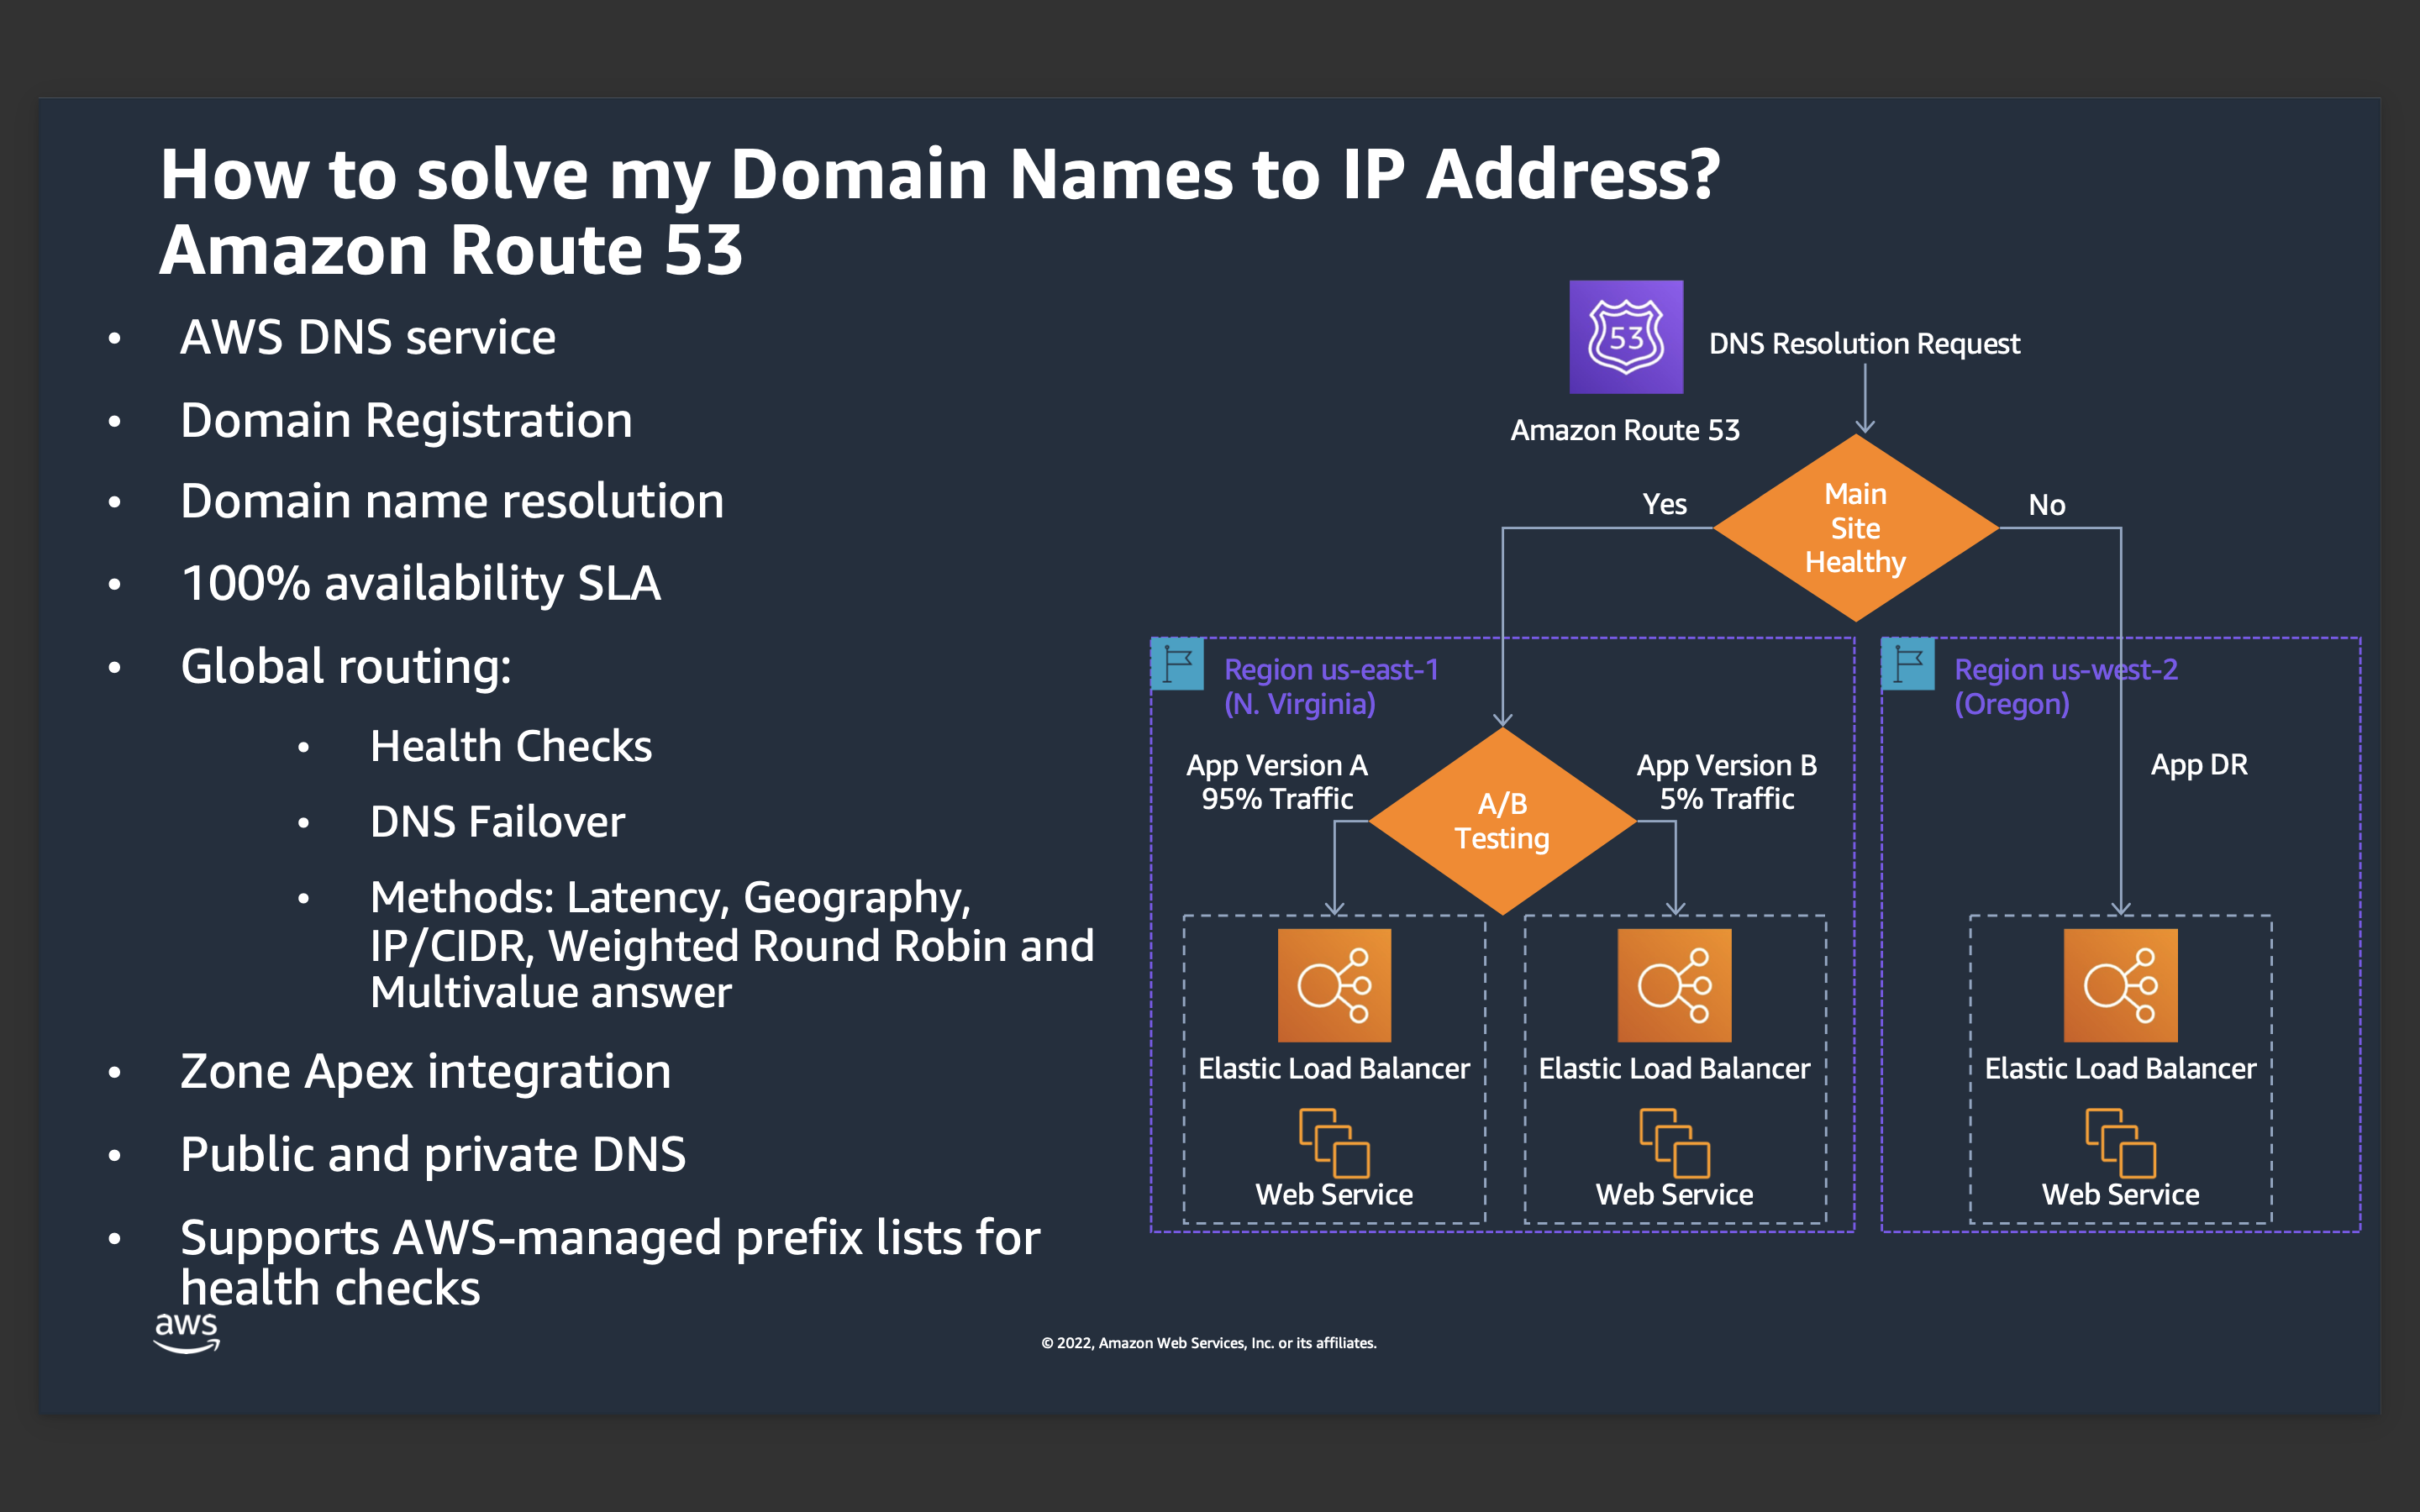 How to solve my Domain Names to IP Address?
Amazon Route 53
• AWS DNS service
• Domain Registration
• Domain name resolution
• 100% availability SLA
• Global routing:
• Health Checks
• DNS Failover
• Methods: Latency, Geography,
IP/CIDR, Weighted Round Robin and
Multivalue answer
• Zone Apex integration
• Public and private DNS
• Supports AWS-managed prefix lists for
health checks
53
DNS Resolution Request
Amazon Route 53
Main
Site
Healthy
Yes
No
Region us-east-1
(N. Virginia)
App Version A
95% Traffic
A/B
Testing
App Version B
5% Traffic
Elastic Load Balancer
Web Service
Elastic Load Balancer
Web Service
Region us-west-2
(Oregon)
App DR
Elastic Load Balancer
Web Service
aws
© 2022, Amazon Web Services, Inc. or its affiliates.